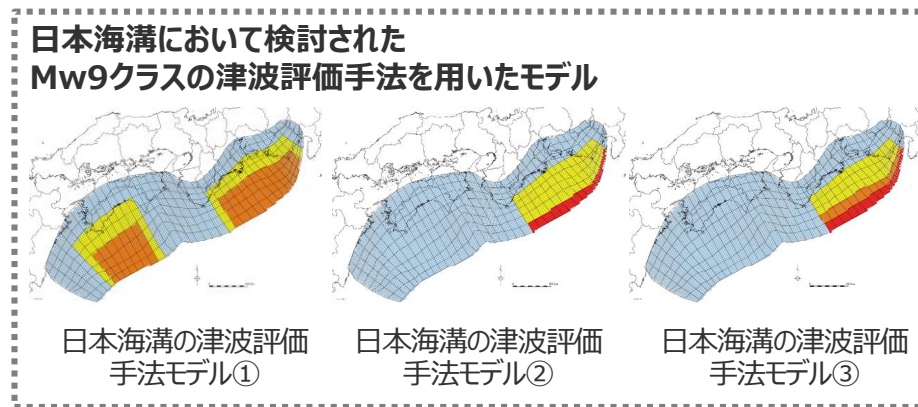 日本海溝において検討された
Mw9クラスの津波評価手法を用いたモデル
日本海溝の津波評価
手法モデル①
日本海溝の津波評価
手法モデル②
日本海溝の津波評価
手法モデル③